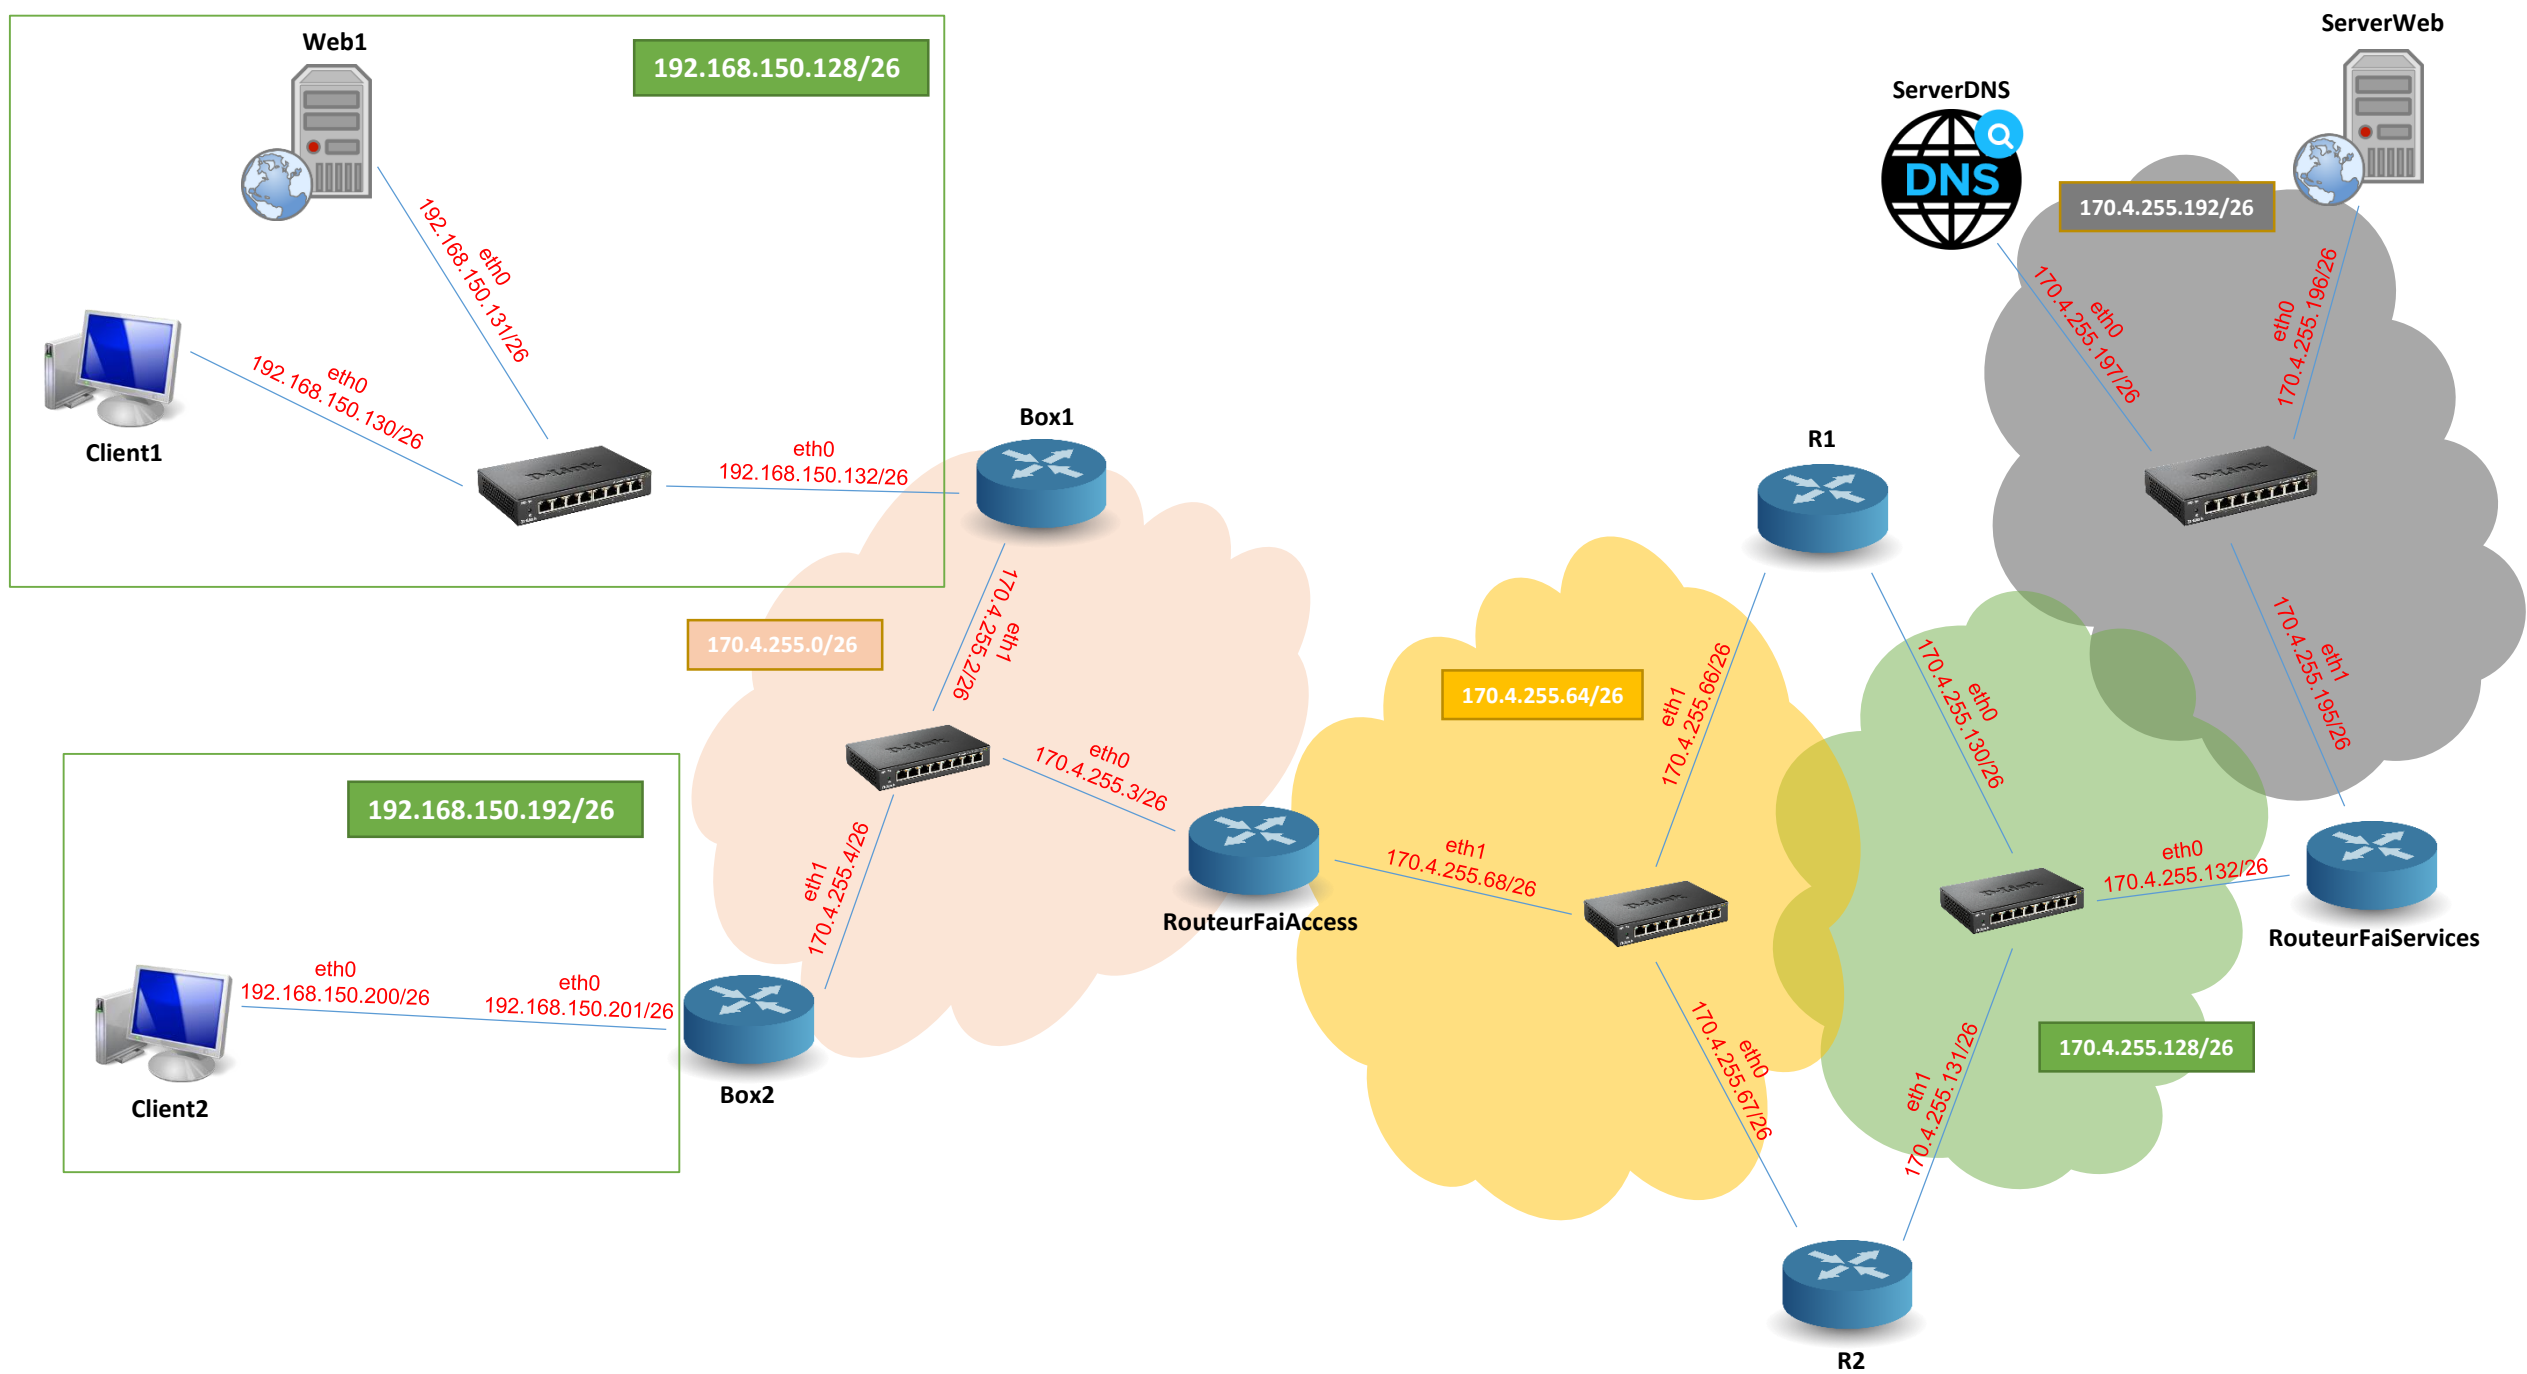 Web1
192.168.150.128/26
eth0
192.168.150.131/26
Client1
eth0
192.168.150.130/26
D-Link
eth0
192.168.150.132/26
Box1
eth1
170.4.255.2/26
170.4.255.0/26
D-Link
eth0
170.4.255.3/26
eth1
170.4.255.4/26
192.168.150.192/26
Client2
eth0
192.168.150.200/26
eth0
192.168.150.201/26
Box2
RouteurFaiAccess
eth1
170.4.255.68/26
170.4.255.64/26
D-Link
R1
eth1
170.4.255.66/26
eth0
170.4.255.130/26
eth0
170.4.255.67/26
R2
eth1
170.4.255.131/26
D-Link
170.4.255.128/26
eth0
170.4.255.132/26
RouteurFaiServices
eth1
170.4.255.195/26
D-Link
170.4.255.192/26
ServerDNS
DNS
eth0
170.4.255.197/26
ServerWeb
eth0
170.4.255.196/26